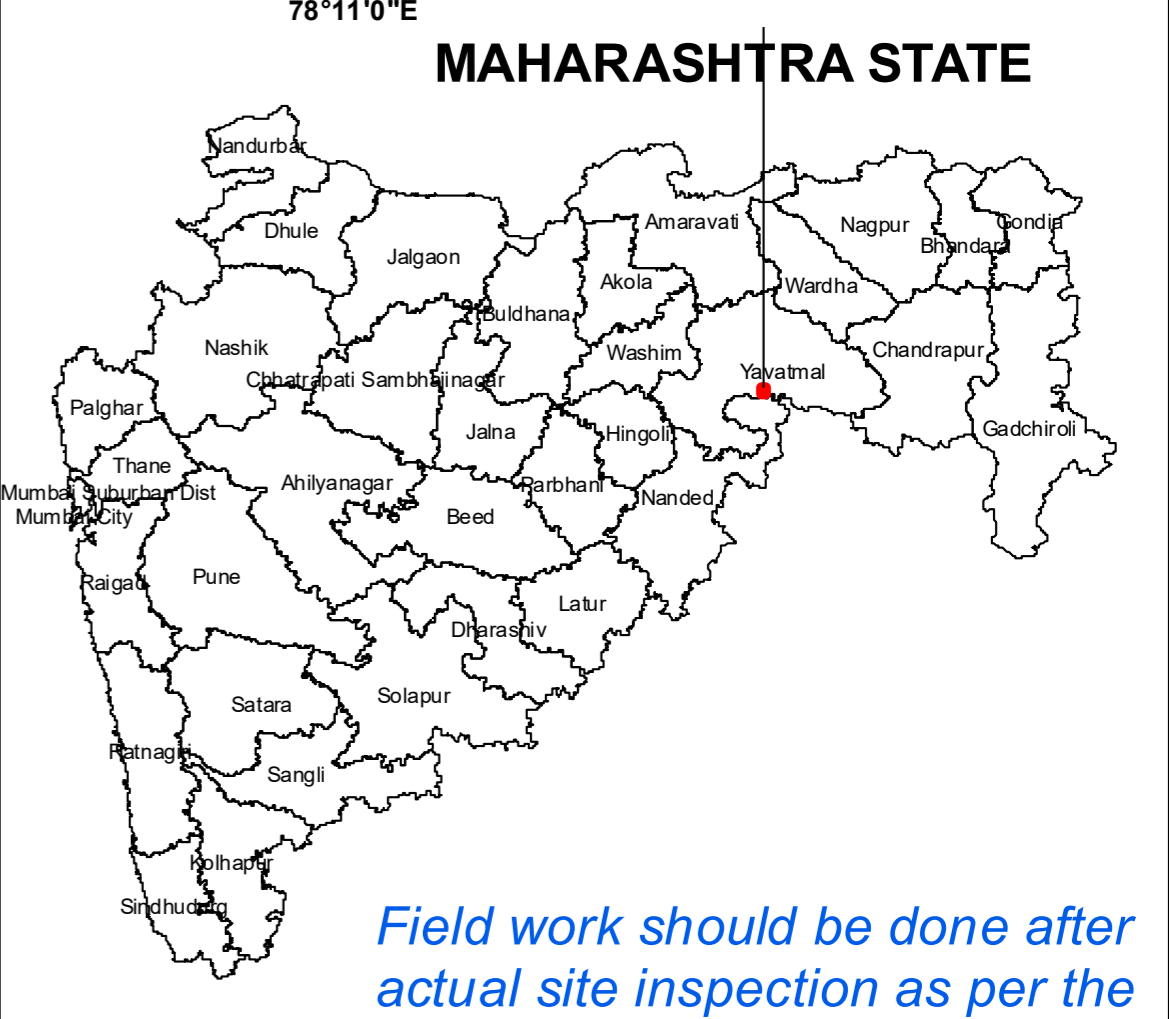 78°11'0"E
MAHARASHTRA STATE
Nandurbar
Dhule
Jalgaon
Amaravati
Nagpur
Gondia
Bhandara
Akola
Wardha
Buldhana
Nashik
Washim
Chandrapur
Chhatrapati Sambhajinagar
Yavatmal
Palghar
Jalna
Hingoli
Gadchiroli
Thane
Ahilyanagar
Parbhani
Mumbai Suburban Dist
Nanded
Mumbai City
Beed
Raigad
Pune
Latur
Dharashiv
Solapur
Satara
Ratnagiri
Sangli
Kolhapur
Sindhudurg
Field work should be done after
actual site inspection as per the